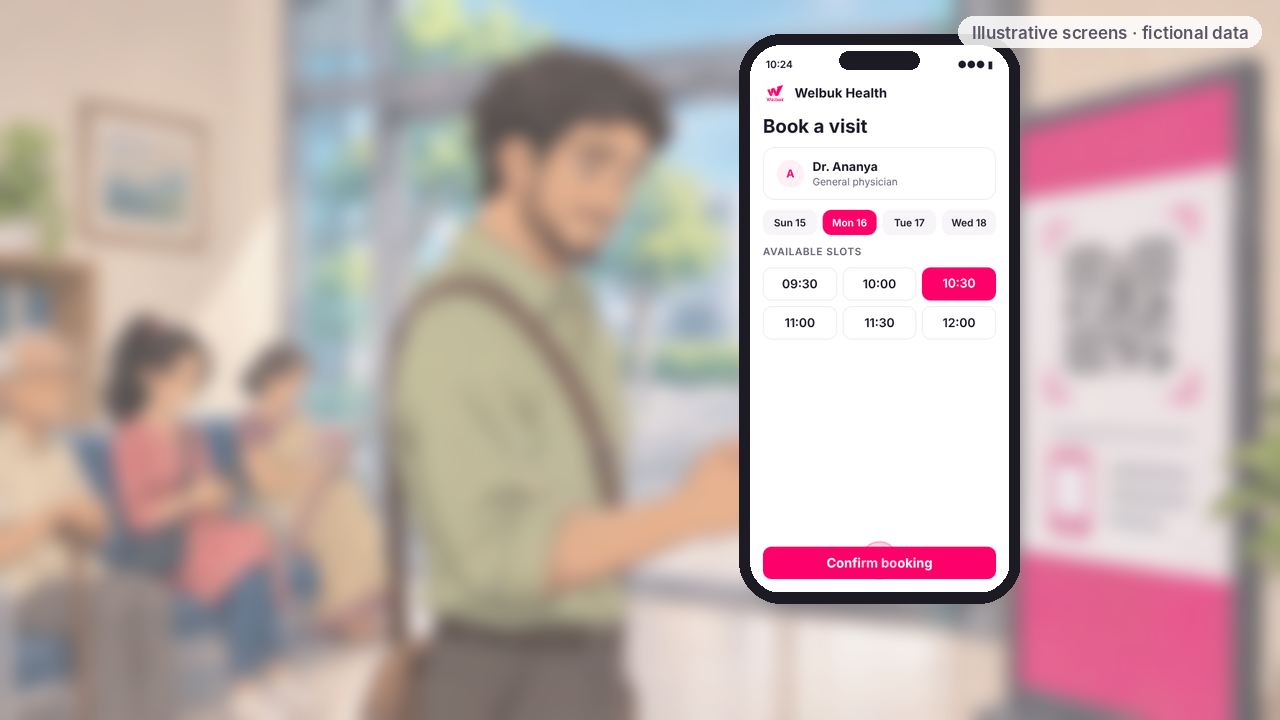 Illustrative screens · fictional data
10:24
Welbuk
Welbuk Health
Book a visit
A
Dr. Ananya
General physician
Sun 15
Mon 16
Tue 17
Wed 18
AVAILABLE SLOTS
09:30
10:00
10:30
11:00
11:30
12:00
Confirm booking